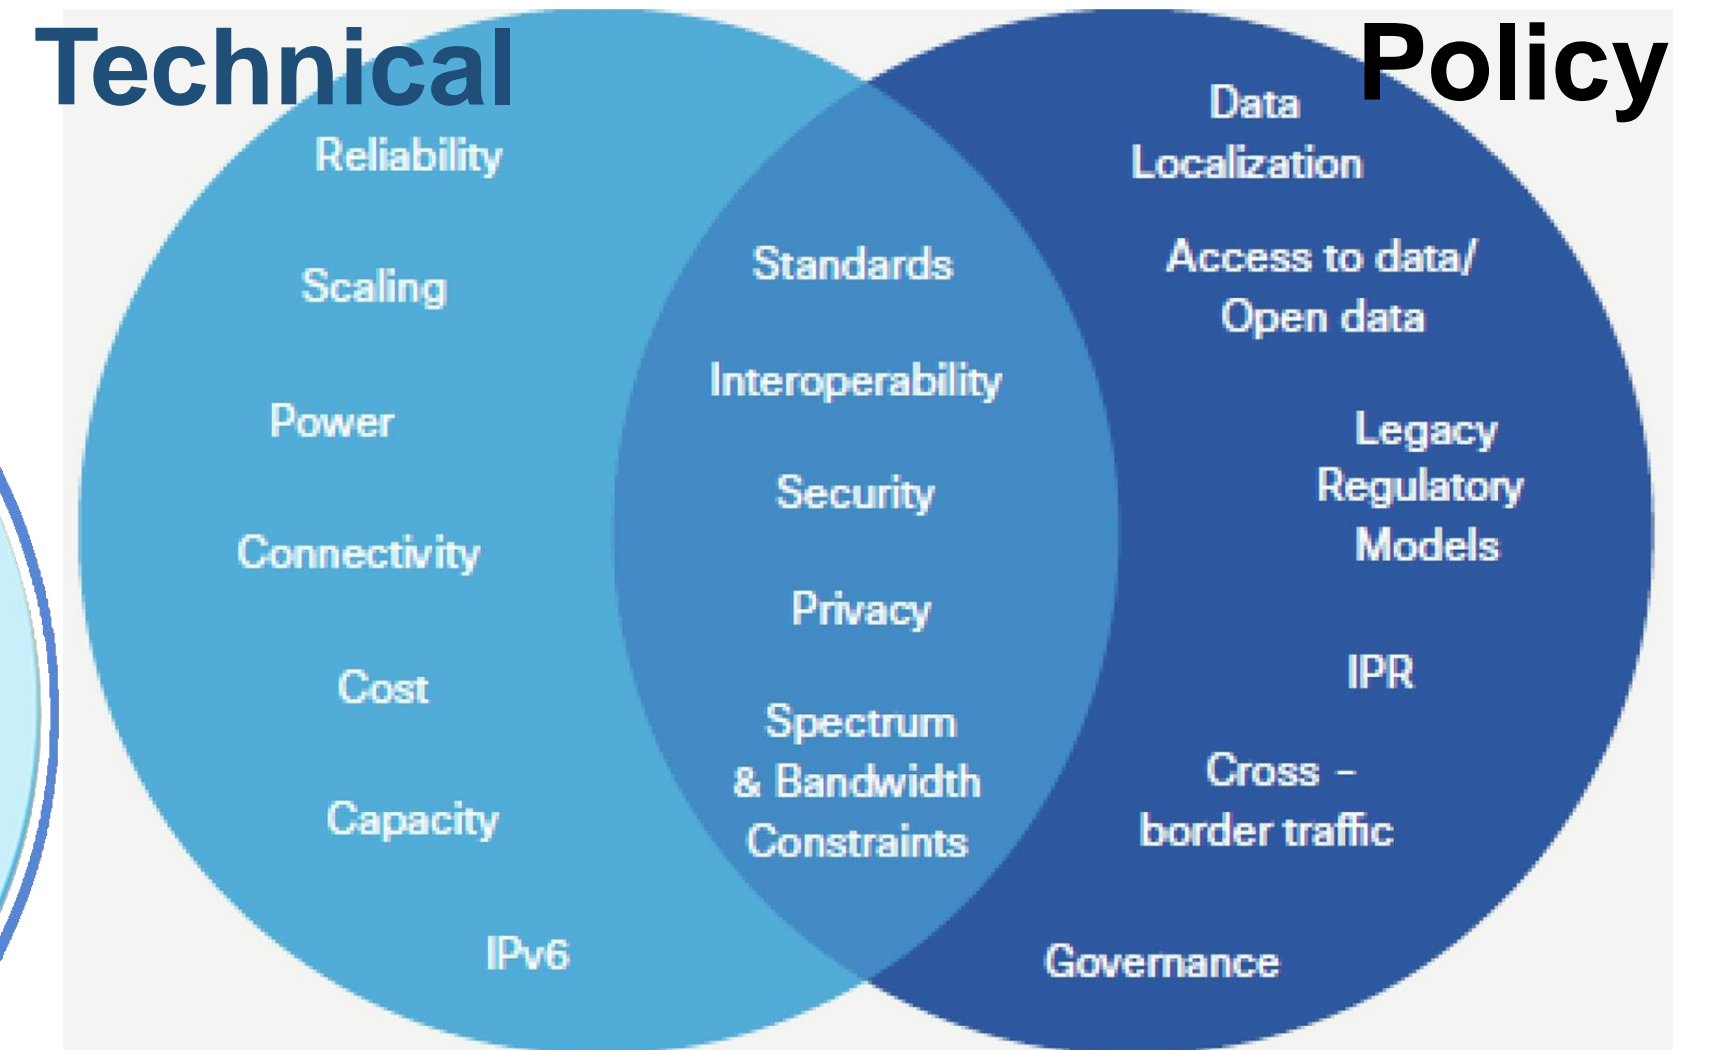 Technical
Policy
Reliability
Scaling
Power
Connectivity
Cost
Capacity
IPv6
Standards
Interoperability
Security
Privacy
Spectrum
& Bandwidth
Constraints
Data
Localization
Access to data/
Open data
Legacy
Regulatory
Models
IPR
Cross –
border traffic
Governance